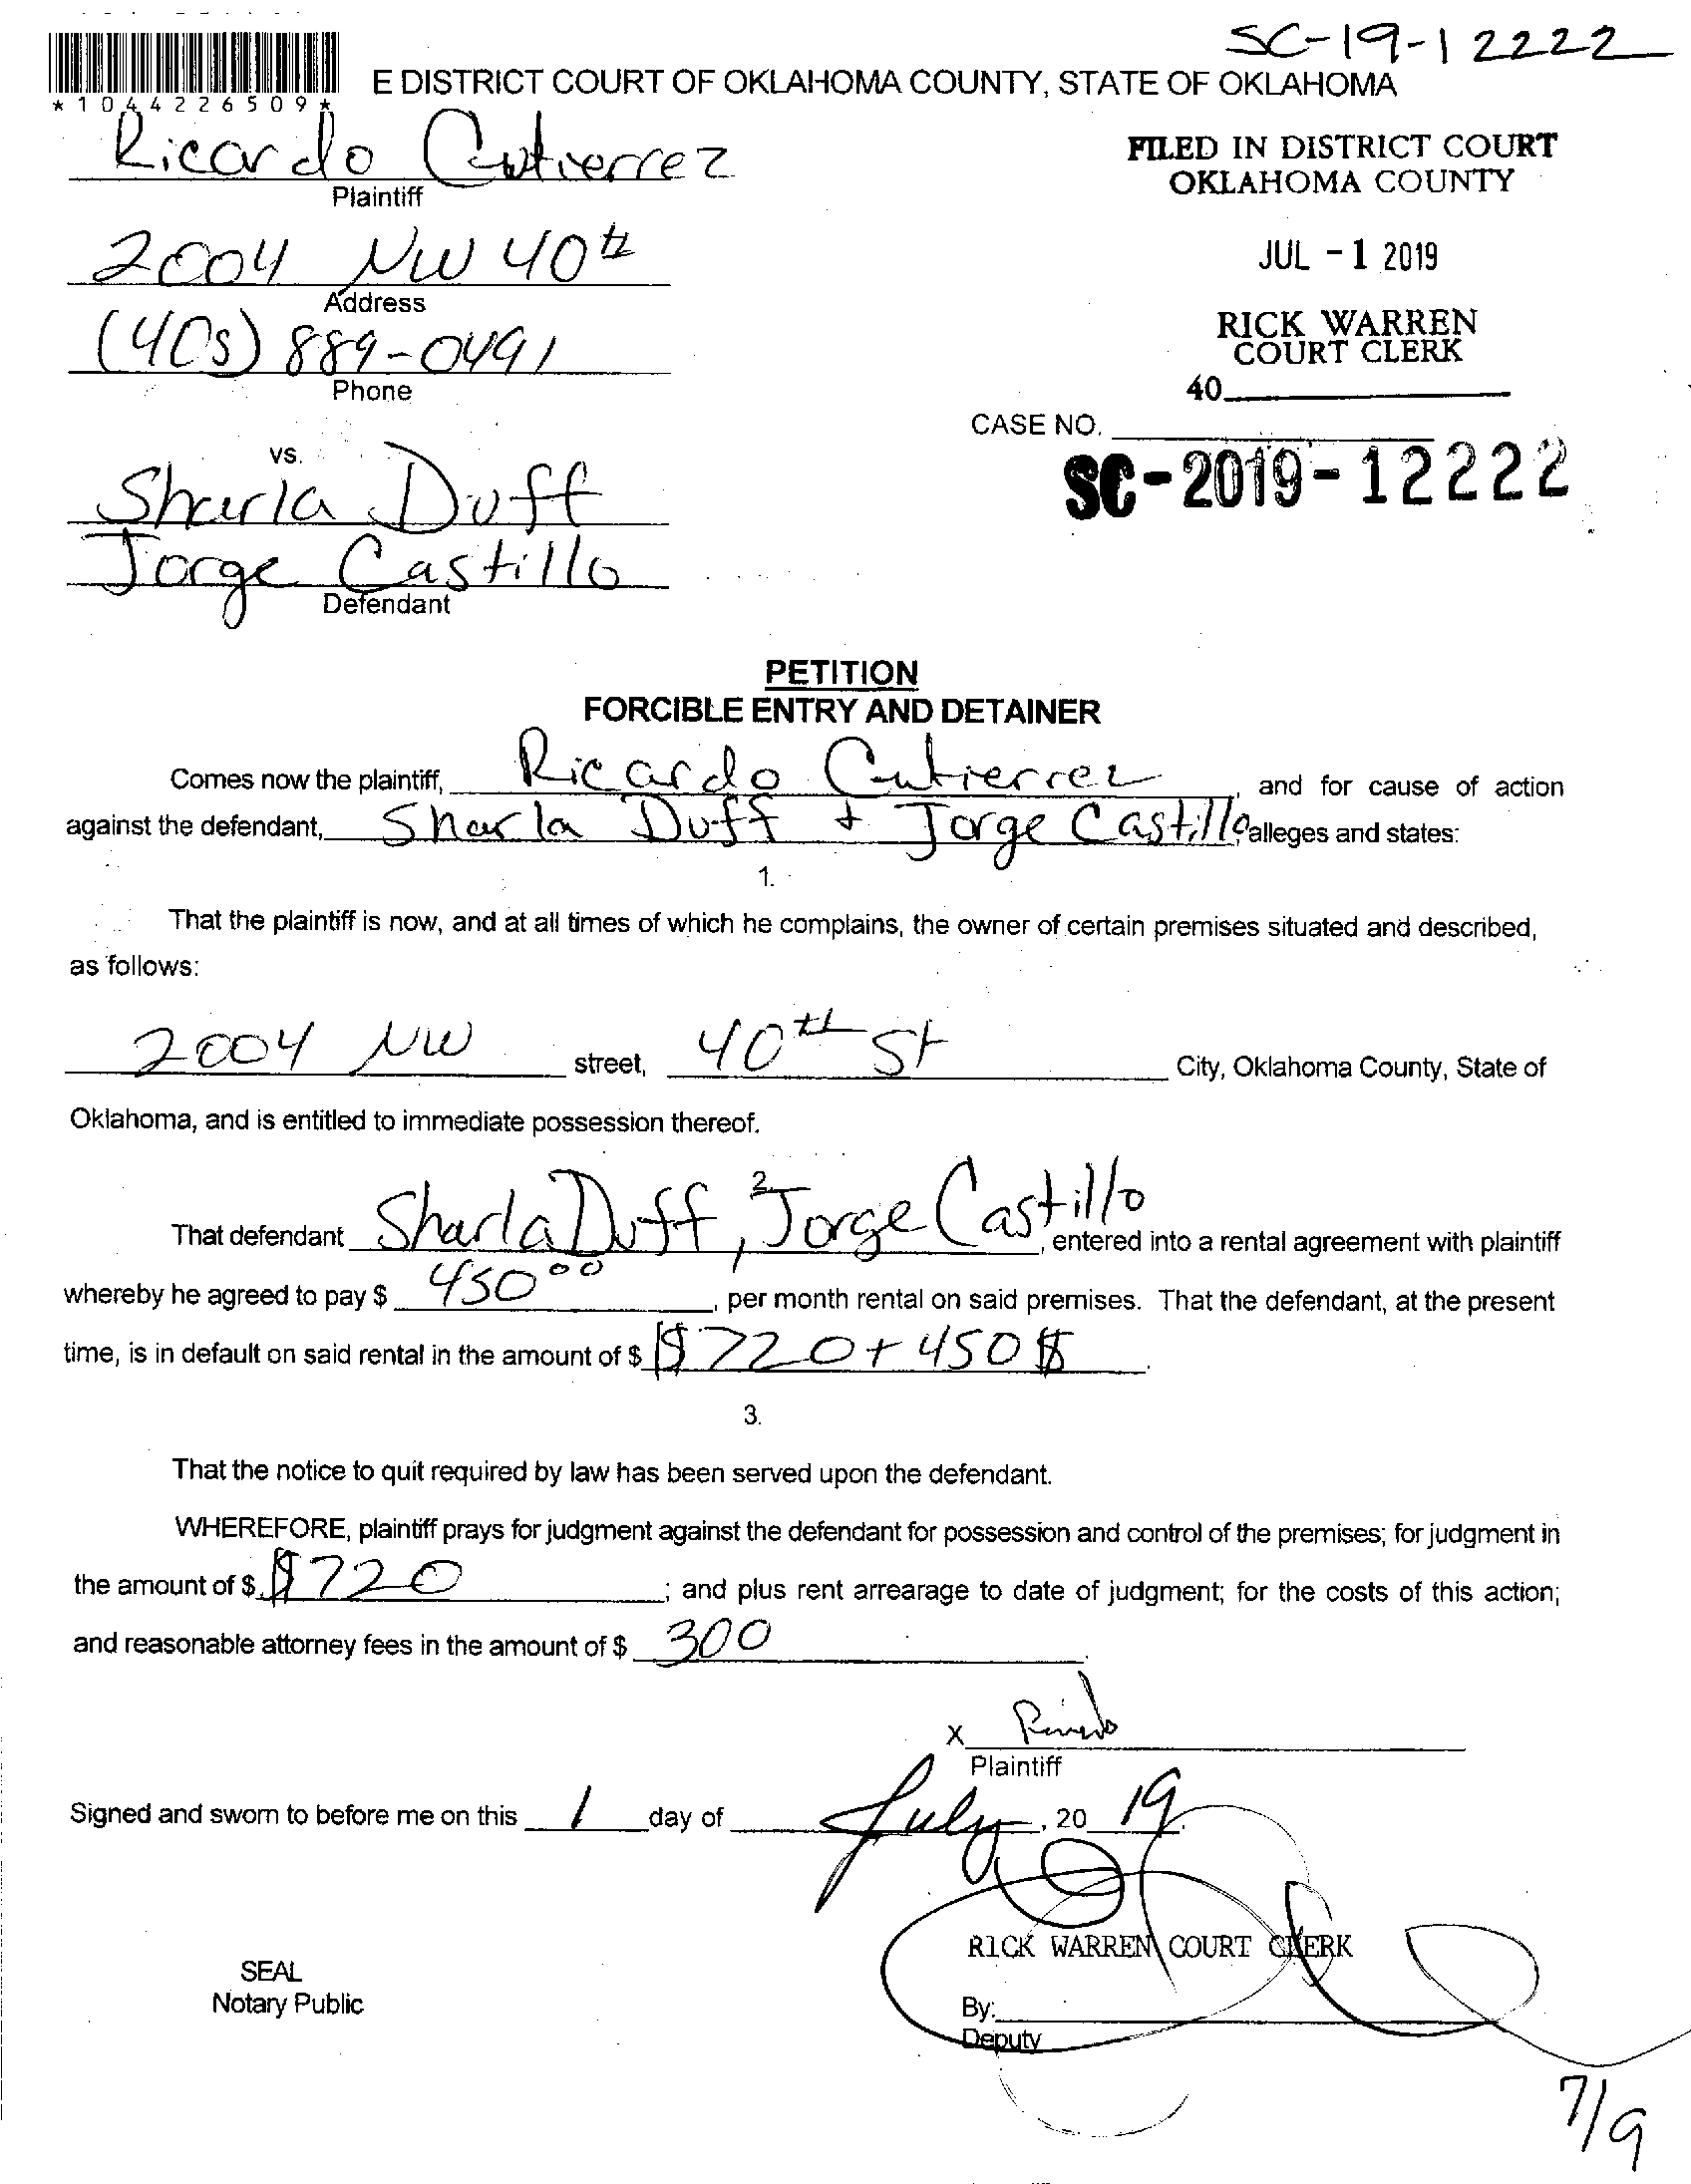 SC-19-12222
E DISTRICT COURT OF OKLAHOMA COUNTY, STATE OF OKLAHOMA
*1044226509*
Ricardo Gutierrez
Plaintiff
FILED IN DISTRICT COURT
OKLAHOMA COUNTY
2004 NW 40th
Address
JUL -1 2019
(405) 889-0491
Phone
RICK WARREN
COURT CLERK
40
CASE NO.
SC-2019-12222
vs.
Sharla Duff
Jorge Castillo
Defendant
PETITION
FORCIBLE ENTRY AND DETAINER
Comes now the plaintiff, Ricardo Gutierrez, and for cause of action
against the defendant, Sharla Duff + Jorge Castillo, alleges and states:
1.
That the plaintiff is now, and at all times of which he complains, the owner of certain premises situated and described,
as follows:
2004 NW street, 40th St City, Oklahoma County, State of
Oklahoma, and is entitled to immediate possession thereof.
2.
That defendant Sharla Duff, Jorge Castillo, entered into a rental agreement with plaintiff
whereby he agreed to pay $ 450 00, per month rental on said premises. That the defendant, at the present
time, is in default on said rental in the amount of $ $720 + 450$.
3.
That the notice to quit required by law has been served upon the defendant.
WHEREFORE, plaintiff prays for judgment against the defendant for possession and control of the premises; for judgment in
the amount of $ $720; and plus rent arrearage to date of judgment; for the costs of this action;
and reasonable attorney fees in the amount of $ 300.
X
Plaintiff
Signed and sworn to before me on this 1 day of July, 20 19.
RICK WARREN COURT CLERK
SEAL
Notary Public
By:
Deputy
7/9